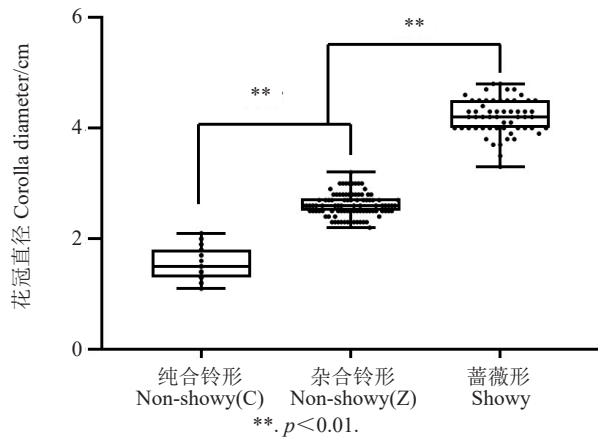 花冠直径 Corolla diameter/cm
6
4
2
0
**
**
纯合铃形
Non-showy(C)
杂合铃形
Non-showy(Z)
蔷薇形
Showy
**. p＜0.01.